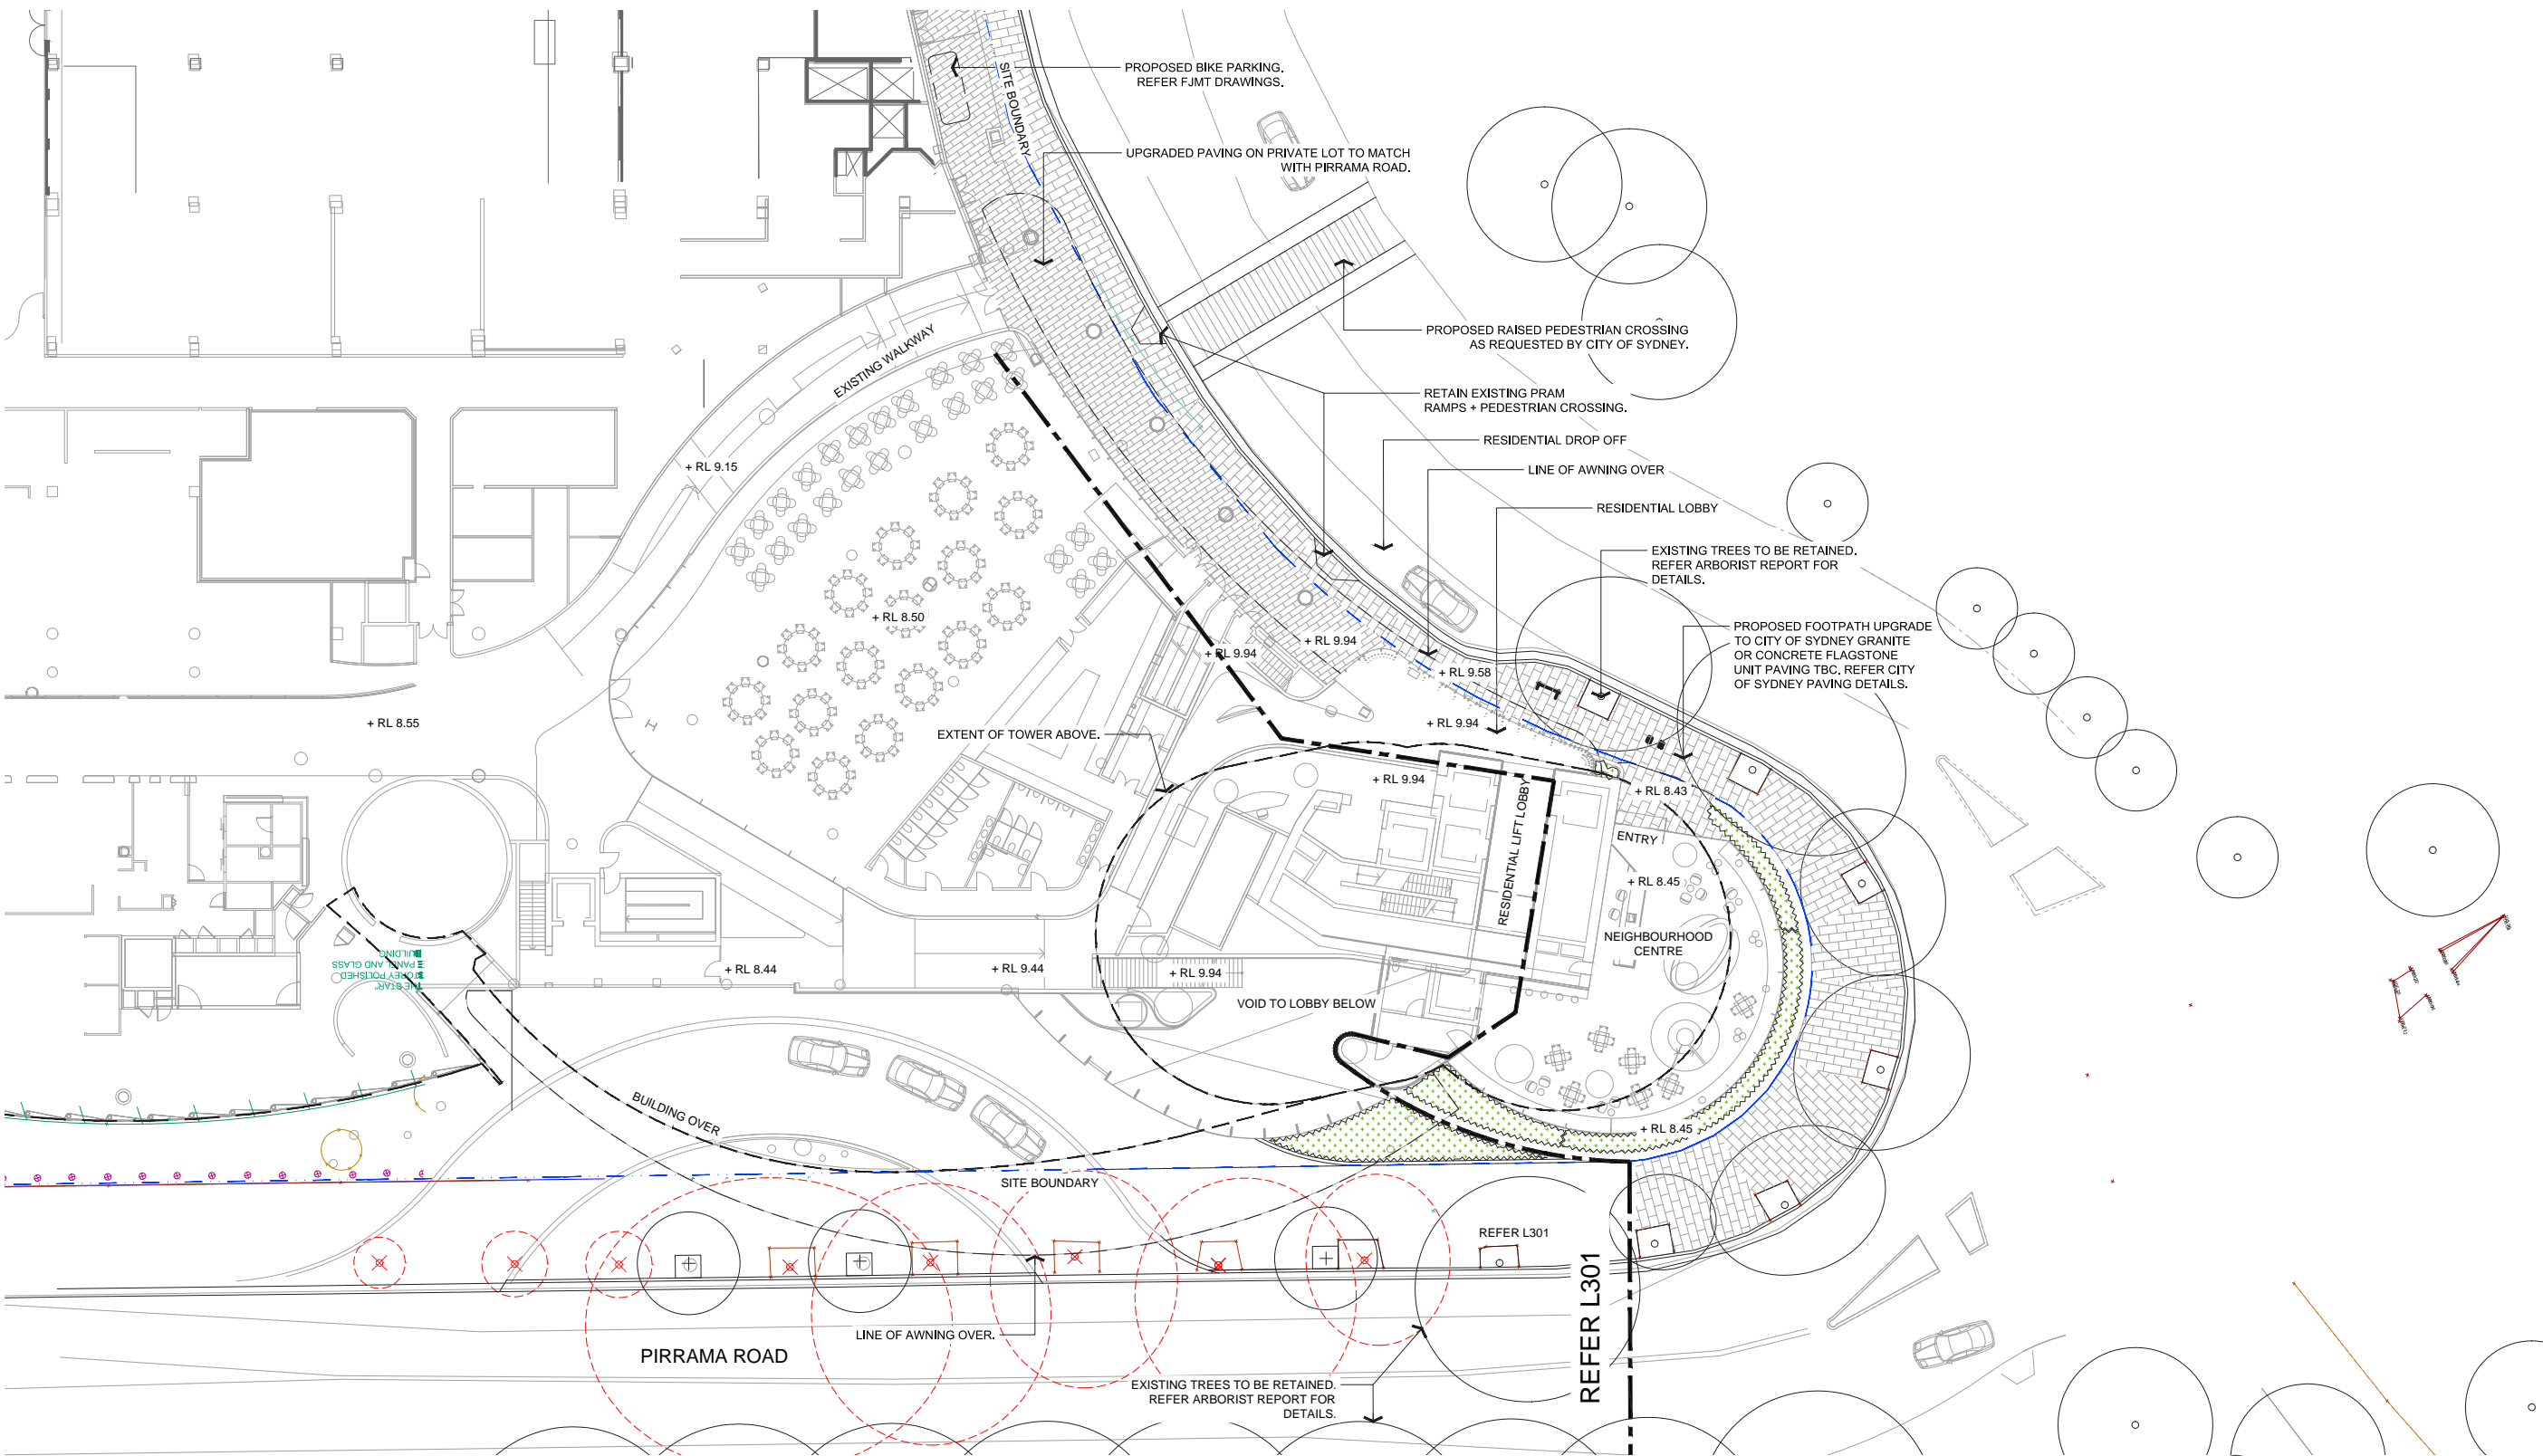 PROPOSED BIKE PARKING.
REFER FJMT DRAWINGS.
SITE BOUNDARY
UPGRADED PAVING ON PRIVATE LOT TO MATCH
WITH PIRRAMA ROAD.
PROPOSED RAISED PEDESTRIAN CROSSING
AS REQUESTED BY CITY OF SYDNEY.
EXISTING WALKWAY
RETAIN EXISTING PRAM
RAMPS + PEDESTRIAN CROSSING.
RESIDENTIAL DROP OFF
LINE OF AWNING OVER
+ RL 9.15
RESIDENTIAL LOBBY
EXISTING TREES TO BE RETAINED.
REFER ARBORIST REPORT FOR
DETAILS.
+ RL 8.50
PROPOSED FOOTPATH UPGRADE
TO CITY OF SYDNEY GRANITE
OR CONCRETE FLAGSTONE
UNIT PAVING TBC. REFER CITY
OF SYDNEY PAVING DETAILS.
+ RL 9.94
+ RL 9.94
+ RL 9.58
+ RL 8.55
+ RL 9.94
EXTENT OF TOWER ABOVE.
+ RL 9.94
+ RL 8.43
RESIDENTIAL LIFT LOBBY
ENTRY
+ RL 8.45
NEIGHBOURHOOD
CENTRE
THE STAR"
STOREY POLISHED
PANEL AND GLASS
BUILDING
+ RL 8.44
+ RL 9.44
+ RL 9.94
VOID TO LOBBY BELOW
BUILDING OVER
+ RL 8.45
SITE BOUNDARY
REFER L301
REFER L301
LINE OF AWNING OVER.
PIRRAMA ROAD
EXISTING TREES TO BE RETAINED.
REFER ARBORIST REPORT FOR
DETAILS.